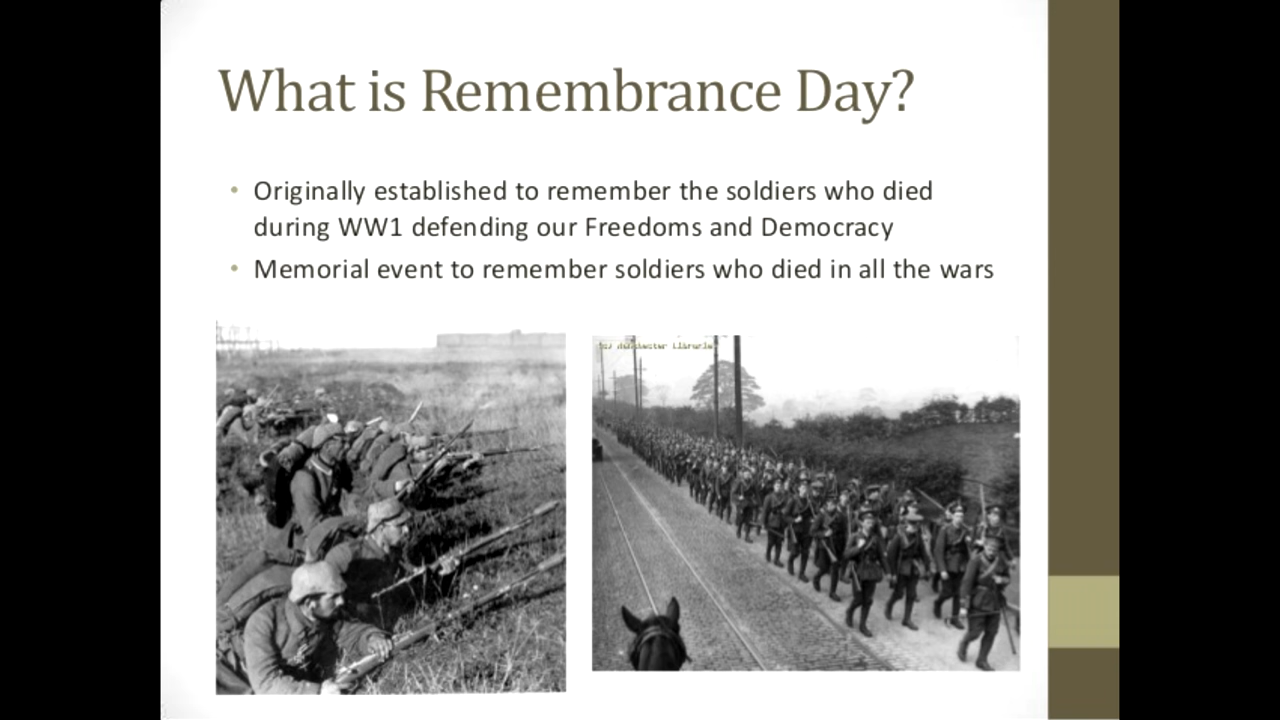 What is Remembrance Day?
• Originally established to remember the soldiers who died
during WW1 defending our Freedoms and Democracy
• Memorial event to remember soldiers who died in all the wars